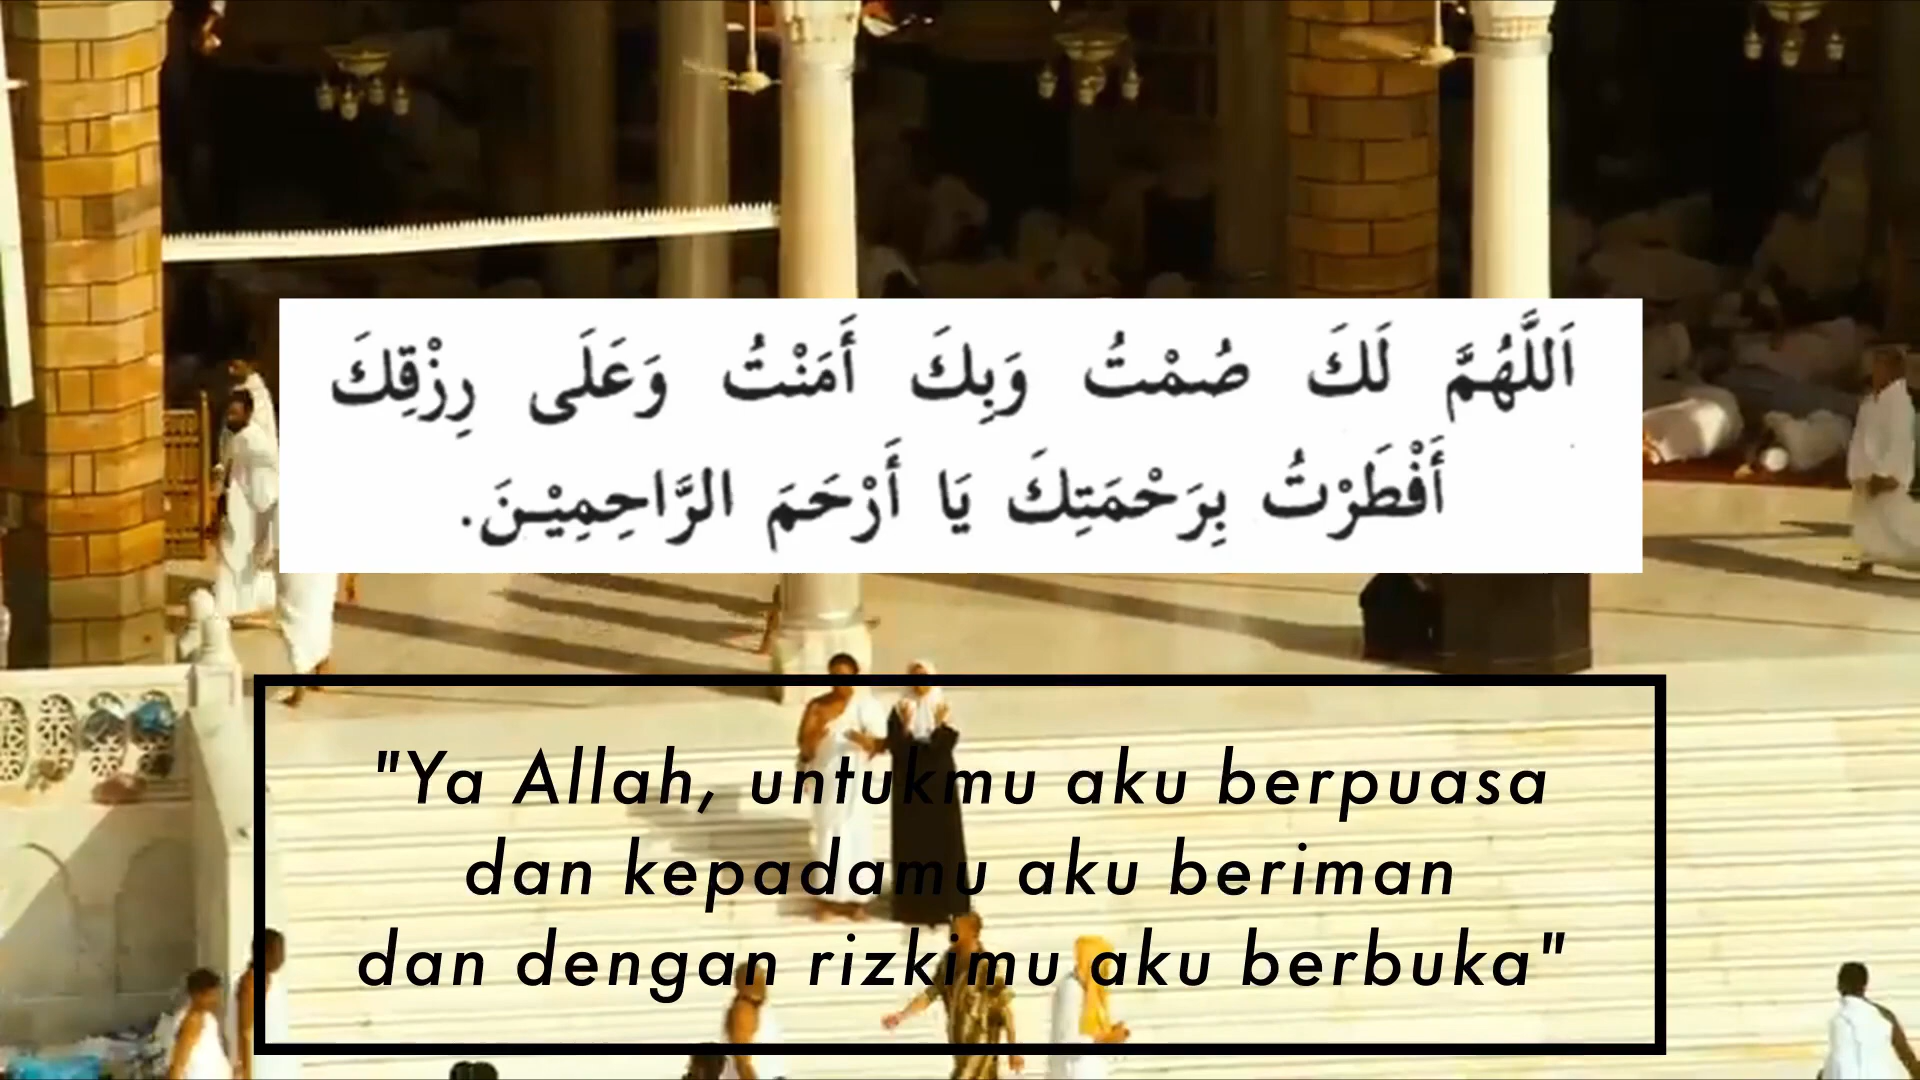 اَللَّهُمَّ لَكَ صُمْتُ وَبِكَ أَمَنْتُ وَعَلَى رِزْقِكَ
أَفْطَرْتُ بِرَحْمَتِكَ يَا أَرْحَمَ الرَّاحِمِيْنَ.
"Ya Allah, untukmu aku berpuasa
dan kepadamu aku beriman
dan dengan rizkimu aku berbuka"